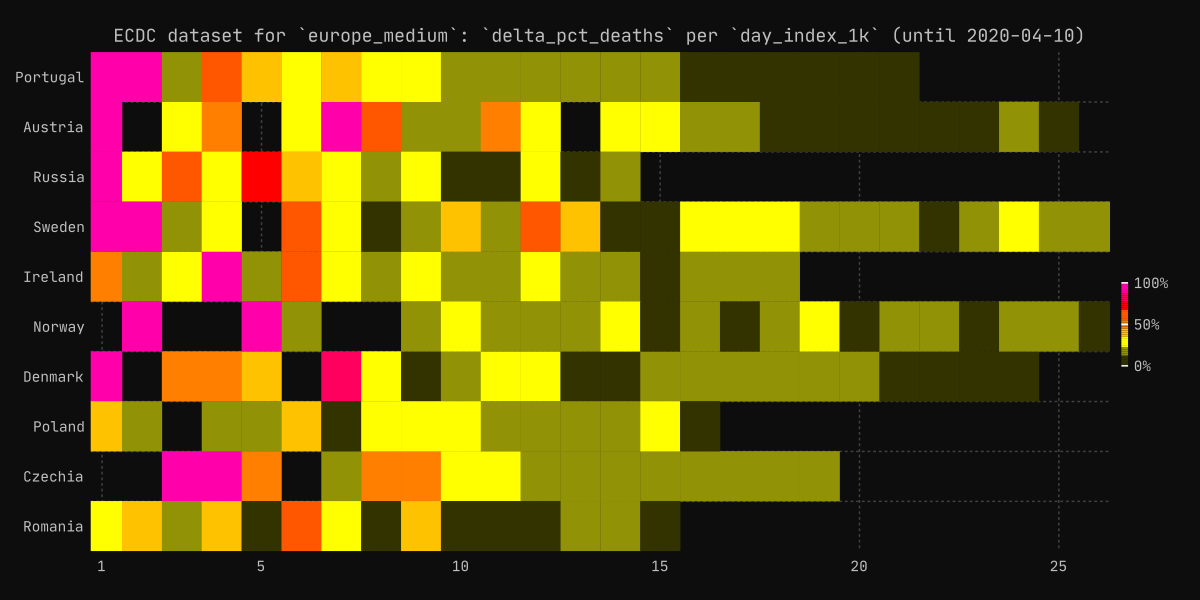 ECDC dataset for `europe_medium`: `delta_pct_deaths` per `day_index_1k` (until 2020-04-10)
Portugal
Austria
Russia
Sweden
Ireland
Norway
Denmark
Poland
Czechia
Romania
1 5 10 15 20 25
100%
50%
0%